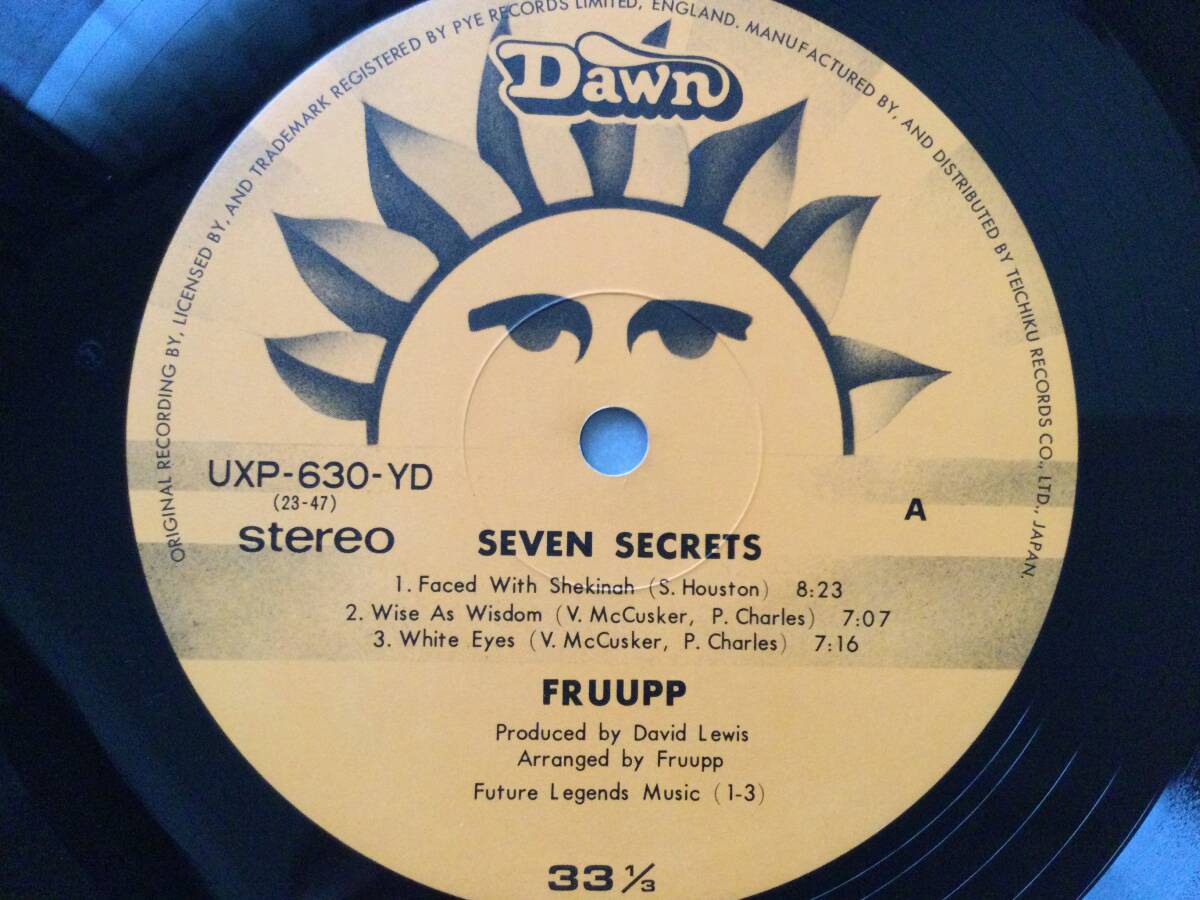 ORIGINAL RECORDING BY, LICENSED BY, AND TRADEMARK REGISTERED BY PYE RECORDS LIMITED, ENGLAND. MANUFACTURED BY, AND DISTRIBUTED BY TEICHIKU RECORDS CO., LTD., JAPAN.
Dawn
UXP-630-YD
(23-47)
stereo
A
SEVEN SECRETS
1. Faced With Shekinah (S. Houston) 8:23
2. Wise As Wisdom (V. McCusker, P. Charles) 7:07
3. White Eyes (V. McCusker, P. Charles) 7:16
FRUUPP
Produced by David Lewis
Arranged by Fruupp
Future Legends Music (1-3)
33 1/3